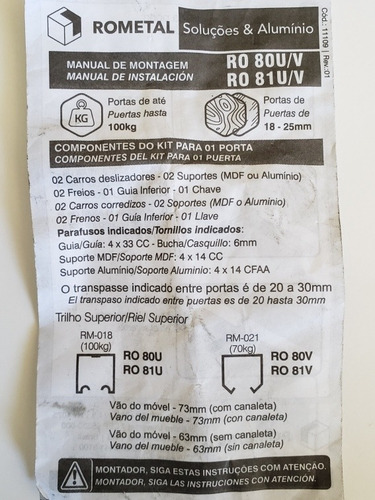 ROMETAL
Soluções & Alumínio
Cód.: 11109 | Rev.:01
MANUAL DE MONTAGEM
MANUAL DE INSTALACIÓN
RO 80U/V
RO 81U/V
KG
Portas de até
Puertas hasta
100kg
Portas de
Puertas de
18 - 25mm
COMPONENTES DO KIT PARA 01 PORTA
COMPONENTES DEL KIT PARA 01 PUERTA
02 Carros deslizadores - 02 Suportes (MDF ou Alumínio)
02 Freios - 01 Guia Inferior - 01 Chave
02 Carros corredizos - 02 Soportes (MDF o Aluminio)
02 Frenos - 01 Guia Inferior - 01 Llave
Parafusos indicados/Tornillos indicados:
Guia/Guía: 4 x 33 CC - Bucha/Casquillo: 6mm
Suporte MDF/Soporte MDF: 4 x 14 CC
Suporte Alumínio/Soporte Aluminio: 4 x 14 CFAA
O transpasse indicado entre portas é de 20 a 30mm
El transpaso indicado entre puertas es de 20 hasta 30mm
Trilho Superior/Riel Superior
RM-018
(100kg)
RO 80U
RO 81U
RM-021
(70kg)
RO 80V
RO 81V
Vão do móvel - 73mm (com canaleta)
Vano del mueble - 73mm (con canaleta)
Vão do móvel - 63mm (sem canaleta)
Vano del mueble - 63mm (sin canaleta)
MONTADOR, SIGA ESTAS INSTRUÇÕES COM ATENÇÃO.
MONTADOR, SIGA LAS INSTRUCIONES CON ATENCIÓN.